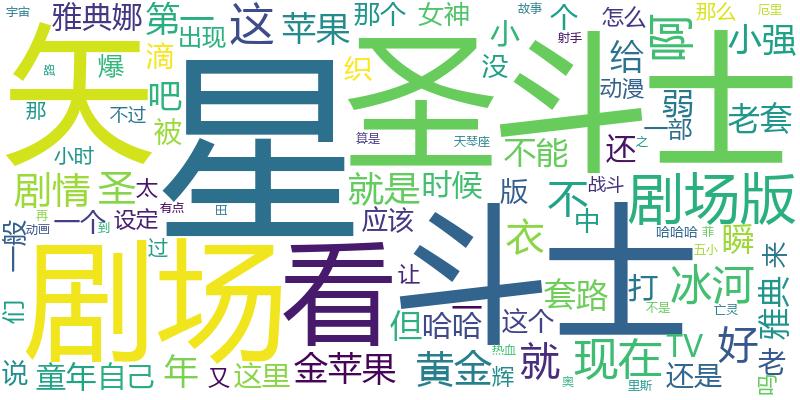 宇宙
雅典娜
第一
出现
这
苹果
那个
女神
故事
个
射手
怎么
那么
厄里
矢
星
圣
斗
士
啊
小强
爆
滴
织
小
没
给
动漫
战
那
不过
吧
被
算是
天琴座
不能
还
弱
一部
老套
之
小时
剧情
圣
太
有点
就是
时候
版
不
中
战斗
剧场版
再
动画
一个
设定
到
田
应该
一般
过
让
衣
哈哈哈
菲
五小
瞬
来
剧场
看
斗士
套路
打
冰河
雅典
们
但
哈哈
一
这个
不是
亡灵
说
童年
自己
年
又
这里
金苹果
黄金
热血
辉
就
奥
现在
里斯
TV
还是
好
老
吗